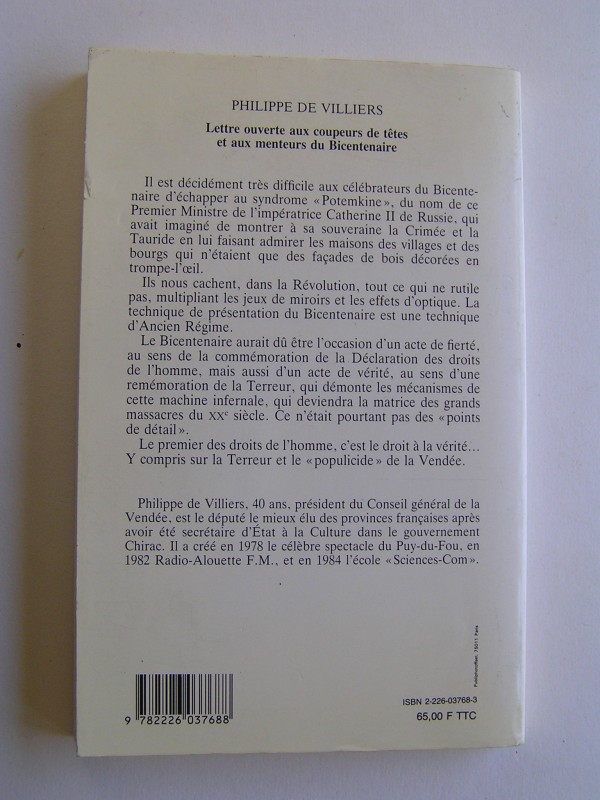 PHILIPPE DE VILLIERS
Lettre ouverte aux coupeurs de têtes
et aux menteurs du Bicentenaire
Il est décidément très difficile aux célébrateurs du Bicente-
naire d'échapper au syndrome «Potemkine», du nom de ce
Premier Ministre de l'impératrice Catherine II de Russie, qui
avait imaginé de montrer à sa souveraine la Crimée et la
Tauride en lui faisant admirer les maisons des villages et des
bourgs qui n'étaient que des façades de bois décorées en
trompe-l'œil.
Ils nous cachent, dans la Révolution, tout ce qui ne rutile
pas, multipliant les jeux de miroirs et les effets d'optique. La
technique de présentation du Bicentenaire est une technique
d'Ancien Régime.
Le Bicentenaire aurait dû être l'occasion d'un acte de fierté,
au sens de la commémoration de la Déclaration des droits
de l'homme, mais aussi d'un acte de vérité, au sens d'une
remémoration de la Terreur, qui démonte les mécanismes de
cette machine infernale, qui deviendra la matrice des grands
massacres du XXe siècle. Ce n'était pourtant pas des «points
de détail».
Le premier des droits de l'homme, c'est le droit à la vérité...
Y compris sur la Terreur et le «populicide» de la Vendée.
Philippe de Villiers, 40 ans, président du Conseil général de la
Vendée, est le député le mieux élu des provinces françaises après
avoir été secrétaire d'État à la Culture dans le gouvernement
Chirac. Il a créé en 1978 le célèbre spectacle du Puy-du-Fou, en
1982 Radio-Alouette F.M., et en 1984 l'école «Sciences-Com».
ISBN 2-226-03768-3
65,00 F TTC
9 782226 037688